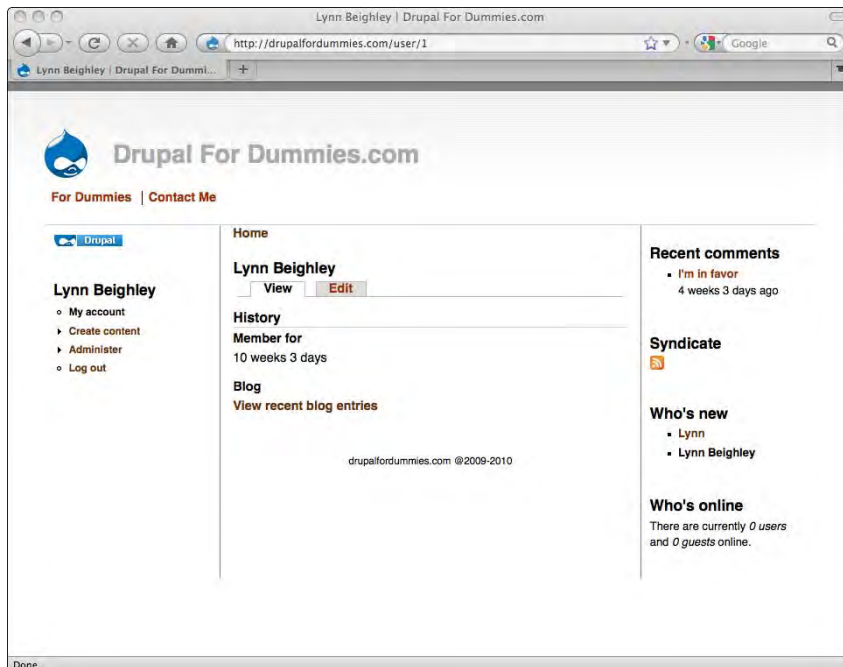 Lynn Beighley | Drupal For Dummies.com
http://drupalfordummies.com/user/1
Google
Lynn Beighley | Drupal For Dummi...
Drupal For Dummies.com
For Dummies | Contact Me
Drupal
Lynn Beighley
My account
Create content
Administer
Log out
Home
Lynn Beighley
View
Edit
History
Member for
10 weeks 3 days
Blog
View recent blog entries
drupalfordummies.com @2009-2010
Recent comments
I'm in favor
4 weeks 3 days ago
Syndicate
Who's new
Lynn
Lynn Beighley
Who's online
There are currently 0 users
and 0 guests online.
Done